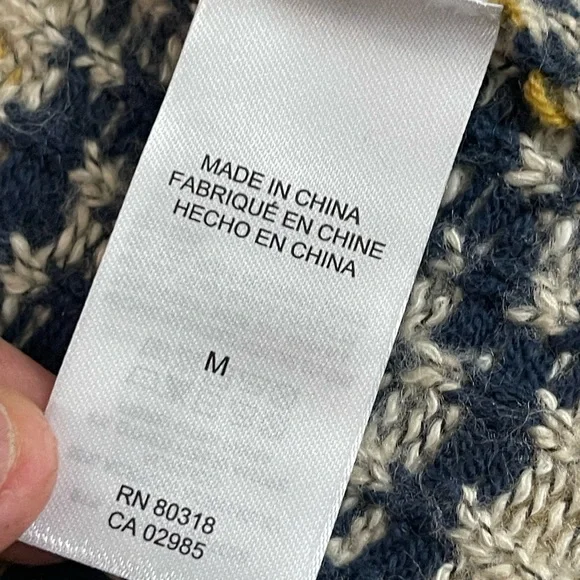 MADE IN CHINA
FABRIQUÉ EN CHINE
HECHO EN CHINA
M
RN 80318
CA 02985